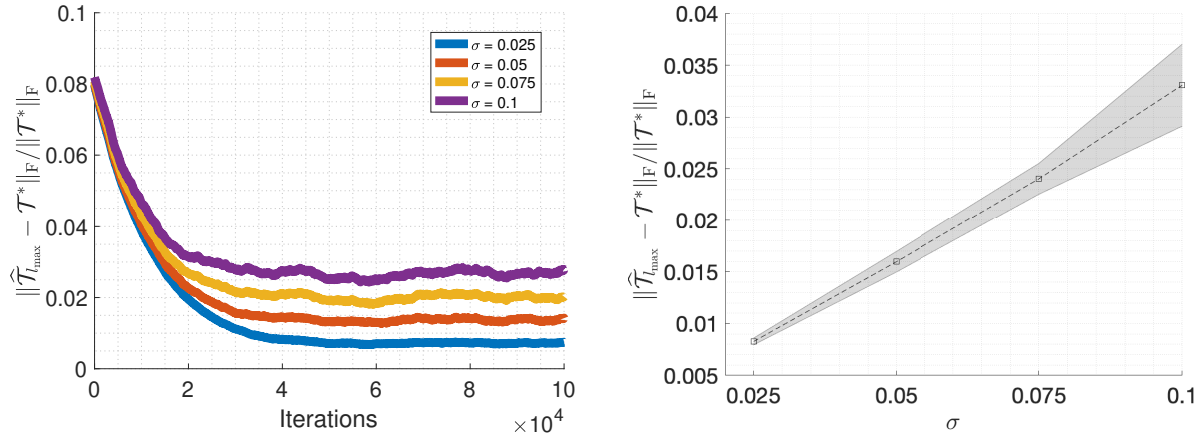 0.1
0.08
0.06
0.04
0.02
0
0 2 4 6 8 10
×10⁴
Iterations
‖𝒯̂_{l_max} − 𝒯*‖_F/‖𝒯*‖_F
σ = 0.025
σ = 0.05
σ = 0.075
σ = 0.1
0.04
0.035
0.03
0.025
0.02
0.015
0.01
0.005
0.025 0.05 0.075 0.1
σ
‖𝒯̂_{l_max} − 𝒯*‖_F/‖𝒯*‖_F